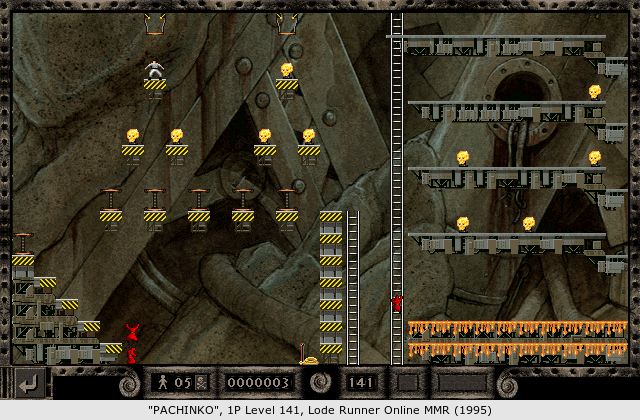 05 0000003 141
"PACHINKO", 1P Level 141, Lode Runner Online MMR (1995)